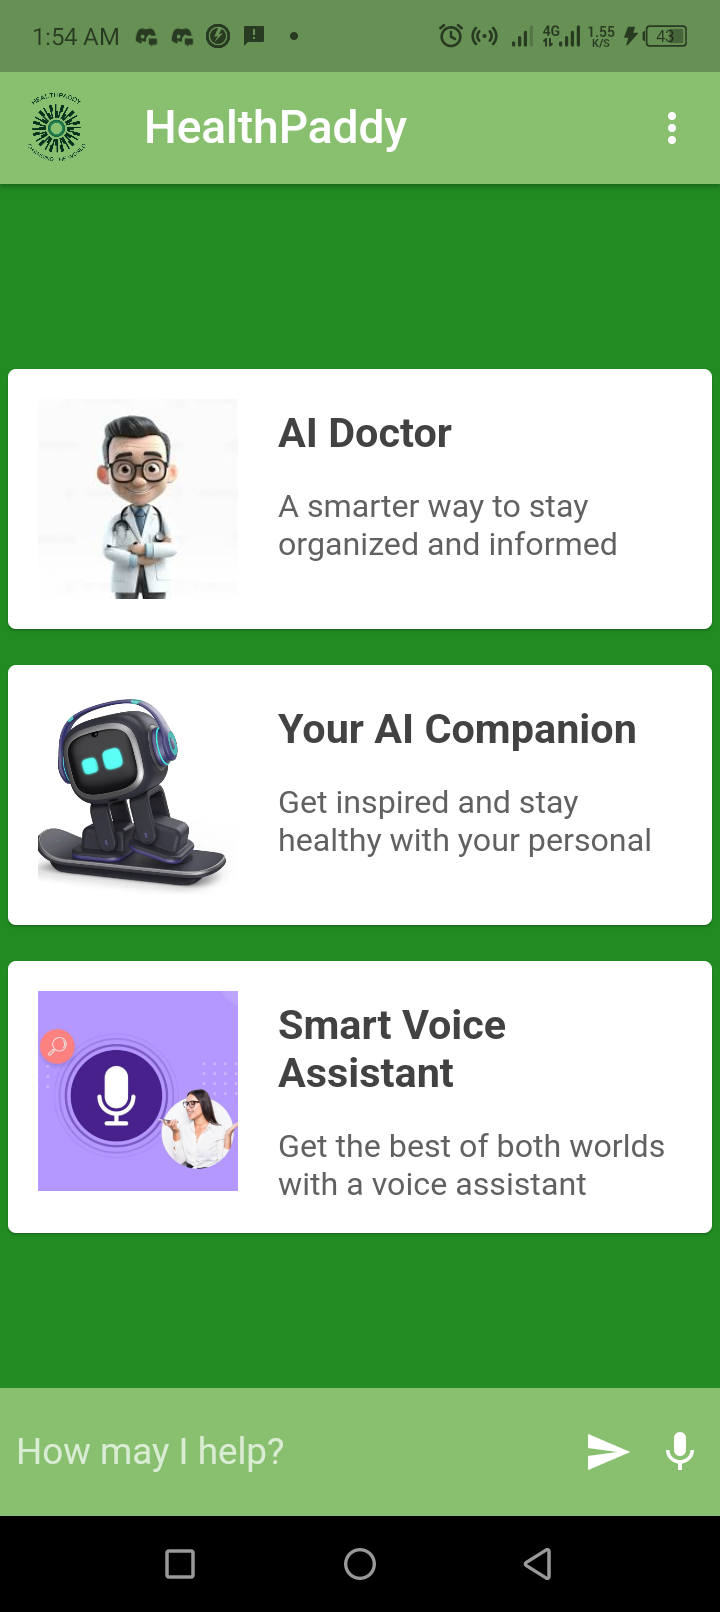 1:54 AM
4G
1.55
K/S
43
HEALTHPADDY
HealthPaddy
AI Doctor
A smarter way to stay
organized and informed
Your AI Companion
Get inspired and stay
healthy with your personal
Smart Voice
Assistant
Get the best of both worlds
with a voice assistant
How may I help?